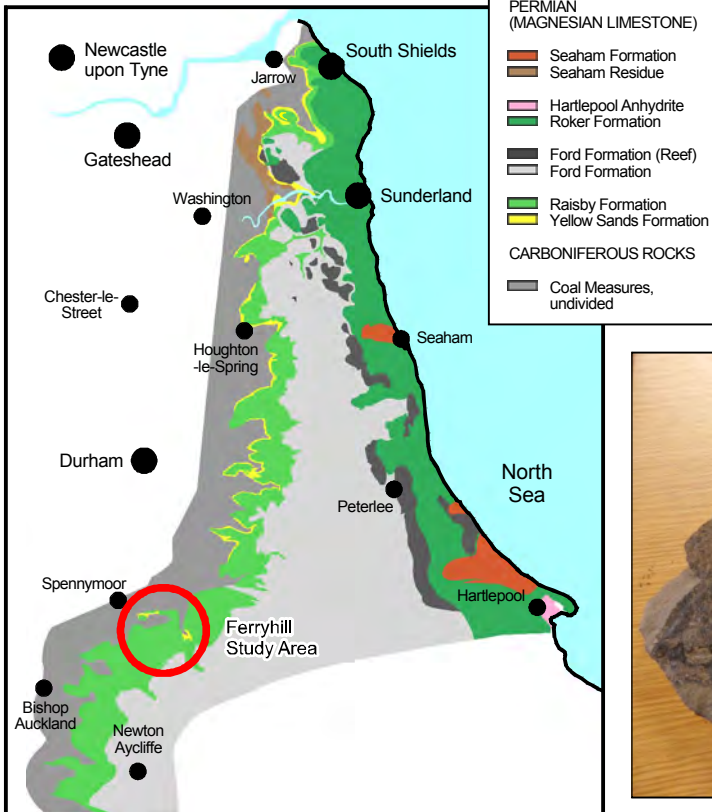 PERMIAN
(MAGNESIAN LIMESTONE)
Seaham Formation
Seaham Residue
Hartlepool Anhydrite
Roker Formation
Ford Formation (Reef)
Ford Formation
Raisby Formation
Yellow Sands Formation
CARBONIFEROUS ROCKS
Coal Measures,
undivided
Newcastle
upon Tyne
South Shields
Jarrow
Gateshead
Washington
Sunderland
Chester-le-
Street
Houghton
-le-Spring
Seaham
Durham
North
Sea
Peterlee
Spennymoor
Hartlepool
Ferryhill
Study Area
Bishop
Auckland
Newton
Aycliffe